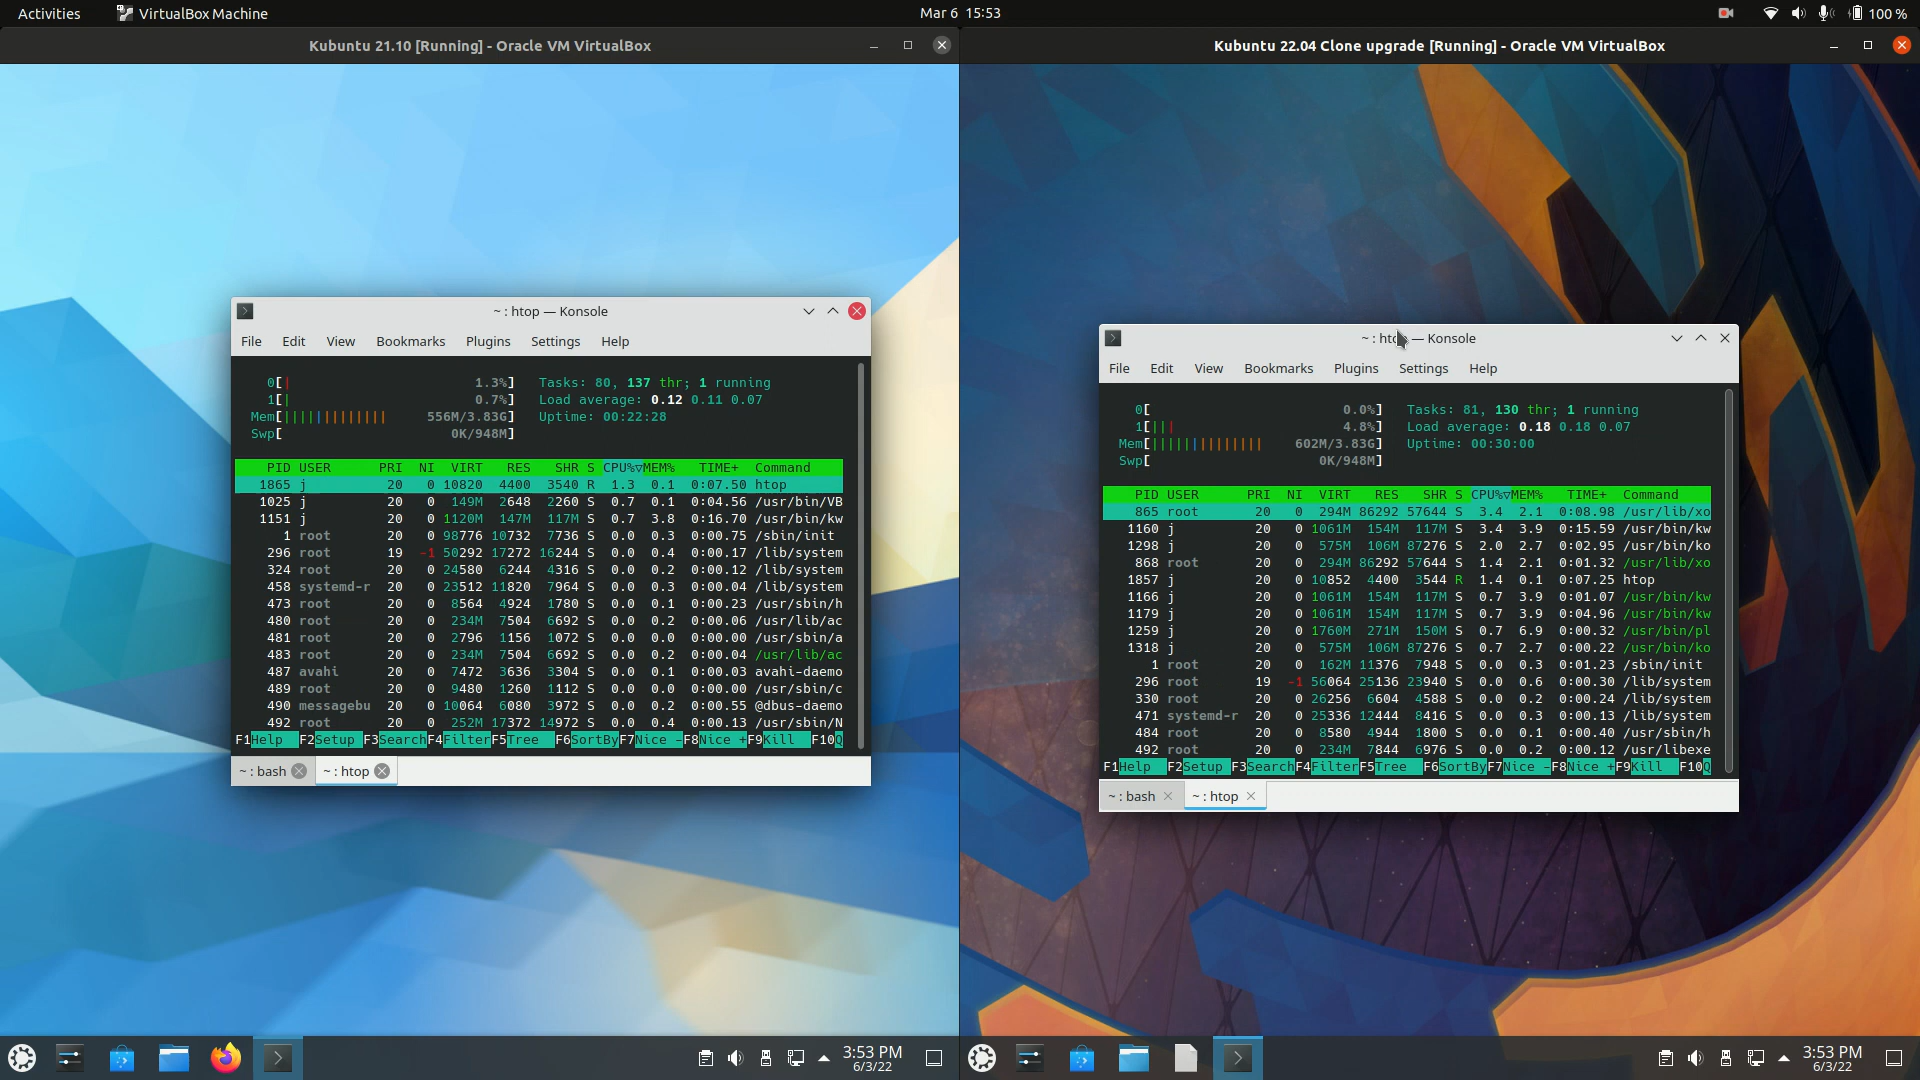 Activities VirtualBox Machine Mar 6 15:53 100 %
Kubuntu 21.10 [Running] - Oracle VM VirtualBox
~ : htop — Konsole
File Edit View Bookmarks Plugins Settings Help
0[| 1.3%] Tasks: 80, 137 thr; 1 running
1[| 0.7%] Load average: 0.12 0.11 0.07
Mem[||||||||||||| 556M/3.83G] Uptime: 00:22:28
Swp[ 0K/948M]
PID USER PRI NI VIRT RES SHR S CPU%▽MEM% TIME+ Command
1865 j 20 0 10820 4400 3540 R 1.3 0.1 0:07.50 htop
1025 j 20 0 149M 2648 2260 S 0.7 0.1 0:04.56 /usr/bin/VB
1151 j 20 0 1120M 147M 117M S 0.7 3.8 0:16.70 /usr/bin/kw
1 root 20 0 98776 10732 7736 S 0.0 0.3 0:00.75 /sbin/init
296 root 19 -1 50292 17272 16244 S 0.0 0.4 0:00.17 /lib/system
324 root 20 0 24580 6244 4316 S 0.0 0.2 0:00.12 /lib/system
458 systemd-r 20 0 23512 11820 7964 S 0.0 0.3 0:00.04 /lib/system
473 root 20 0 8564 4924 1780 S 0.0 0.1 0:00.23 /usr/sbin/h
480 root 20 0 234M 7504 6692 S 0.0 0.2 0:00.06 /usr/lib/ac
481 root 20 0 2796 1156 1072 S 0.0 0.0 0:00.00 /usr/sbin/a
483 root 20 0 234M 7504 6692 S 0.0 0.2 0:00.04 /usr/lib/ac
487 avahi 20 0 7472 3636 3304 S 0.0 0.1 0:00.03 avahi-daemo
489 root 20 0 9480 1260 1112 S 0.0 0.0 0:00.00 /usr/sbin/c
490 messagebu 20 0 10064 6080 3972 S 0.0 0.2 0:00.55 @dbus-daemo
492 root 20 0 252M 17372 14972 S 0.0 0.4 0:00.13 /usr/sbin/N
F1Help F2Setup F3SearchF4FilterF5Tree F6SortByF7Nice -F8Nice +F9Kill F10Q
~ : bash ~ : htop
3:53 PM
6/3/22
Kubuntu 22.04 Clone upgrade [Running] - Oracle VM VirtualBox
~ : htop — Konsole
File Edit View Bookmarks Plugins Settings Help
0[ 0.0%] Tasks: 81, 130 thr; 1 running
1[||| 4.8%] Load average: 0.18 0.18 0.07
Mem[|||||||||||||| 602M/3.83G] Uptime: 00:30:00
Swp[ 0K/948M]
PID USER PRI NI VIRT RES SHR S CPU%▽MEM% TIME+ Command
865 root 20 0 294M 86292 57644 S 3.4 2.1 0:08.98 /usr/lib/xo
1160 j 20 0 1061M 154M 117M S 3.4 3.9 0:15.59 /usr/bin/kw
1298 j 20 0 575M 106M 87276 S 2.0 2.7 0:02.95 /usr/bin/ko
868 root 20 0 294M 86292 57644 S 1.4 2.1 0:01.32 /usr/lib/xo
1857 j 20 0 10852 4400 3544 R 1.4 0.1 0:07.25 htop
1166 j 20 0 1061M 154M 117M S 0.7 3.9 0:01.07 /usr/bin/kw
1179 j 20 0 1061M 154M 117M S 0.7 3.9 0:04.96 /usr/bin/kw
1259 j 20 0 1760M 271M 150M S 0.7 6.9 0:00.32 /usr/bin/pl
1318 j 20 0 575M 106M 87276 S 0.7 2.7 0:00.22 /usr/bin/ko
1 root 20 0 162M 11376 7948 S 0.0 0.3 0:01.23 /sbin/init
296 root 19 -1 56064 25136 23940 S 0.0 0.6 0:00.30 /lib/system
330 root 20 0 26256 6604 4588 S 0.0 0.2 0:00.24 /lib/system
471 systemd-r 20 0 25336 12444 8416 S 0.0 0.3 0:00.13 /lib/system
484 root 20 0 8580 4944 1800 S 0.0 0.1 0:00.40 /usr/sbin/h
492 root 20 0 234M 7844 6976 S 0.0 0.2 0:00.12 /usr/libexe
F1Help F2Setup F3SearchF4FilterF5Tree F6SortByF7Nice -F8Nice +F9Kill F10Q
~ : bash ~ : htop
3:53 PM
6/3/22